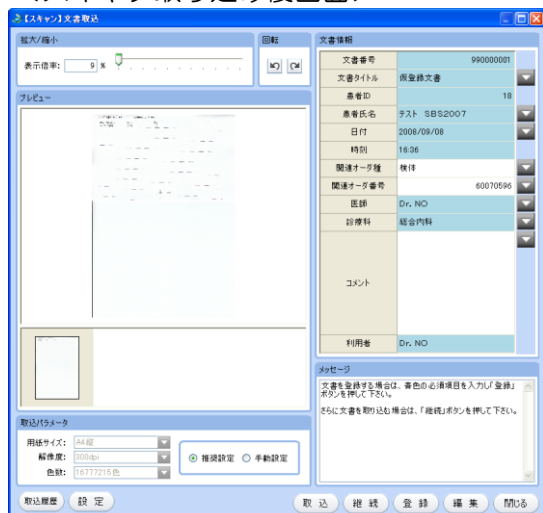 【スキャン】文書取込
拡大/縮小
表示倍率: 9 %
回転
プレビュー
取込パラメータ
用紙サイズ: A4縦
解像度: 300dpi
色数: 16777215色
推奨設定 手動設定
文書情報
文書番号 990000001
文書タイトル 仮登録文書
患者ID 18
患者氏名 テスト SBS2007
日付 2008/09/08
時刻 16:36
関連オーダ種 検体
関連オーダ番号 60070596
医師 Dr. NO
診療科 総合内科
コメント
利用者 Dr. NO
メッセージ
文書を登録する場合は、青色の必須項目を入力し「登録」
ボタンを押して下さい。
さらに文書を取り込む場合は、「継続」ボタンを押して下さい。
取込履歴 設 定 取 込 継 続 登 録 編 集 閉じる